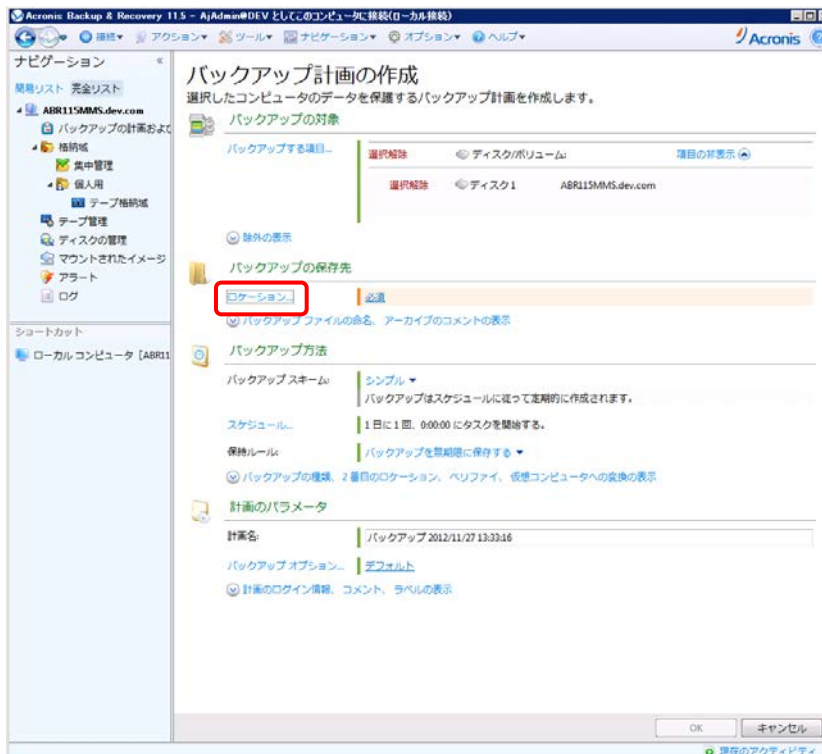 Acronis Backup & Recovery 11.5 - AjAdmin@DEV としてこのコンピュータに接続(ローカル接続)
接続 アクション ツール ナビゲーション オプション ヘルプ Acronis
ナビゲーション
簡易リスト 完全リスト
ABR115MMS.dev.com
バックアップの計画およ
格納域
集中管理
個人用
テープ格納域
テープ管理
ディスクの管理
マウントされたイメージ
アラート
ログ
ショートカット
ローカル コンピュータ [ABR11
バックアップ計画の作成
選択したコンピュータのデータを保護するバックアップ計画を作成します。
バックアップの対象
バックアップする項目...
選択解除 ディスク/ボリューム: 項目の非表示
選択解除 ディスク 1 ABR115MMS.dev.com
除外の表示
バックアップの保存先
ロケーション... 必須
バックアップ ファイルの命名、アーカイブのコメントの表示
バックアップ方法
バックアップ スキーム: シンプル
バックアップはスケジュールに従って定期的に作成されます。
スケジュール... 1 日に 1 回、0:00:00 にタスクを開始する。
保持ルール: バックアップを無期限に保存する
バックアップの種類、2 番目のロケーション、ベリファイ、仮想コンピュータへの変換の表示
計画のパラメータ
計画名: バックアップ 2012/11/27 13:33:16
バックアップ オプション... デフォルト
計画のログイン情報、コメント、ラベルの表示
OK キャンセル
現在のアクティビティ